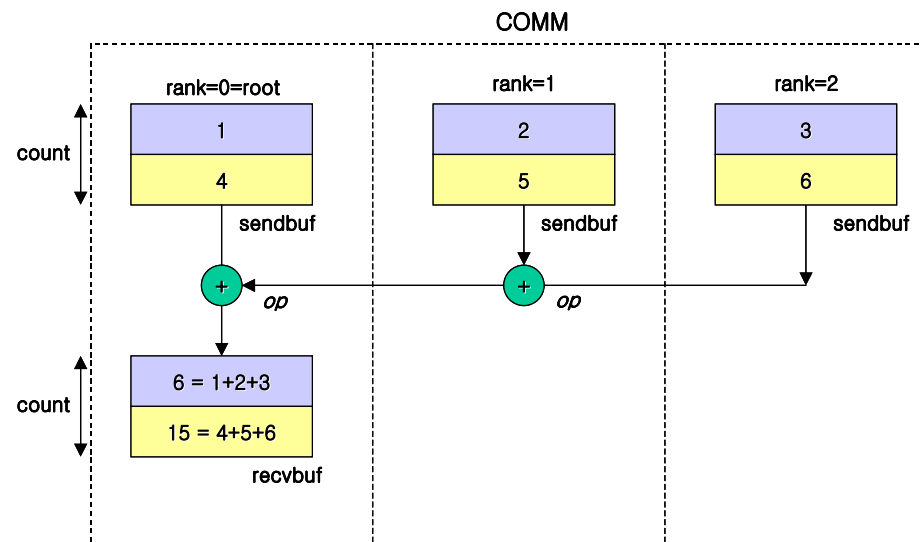 COMM
rank=0=root
rank=1
rank=2
count
1
2
3
4
5
6
sendbuf
sendbuf
sendbuf
+
op
+
op
count
6 = 1+2+3
15 = 4+5+6
recvbuf